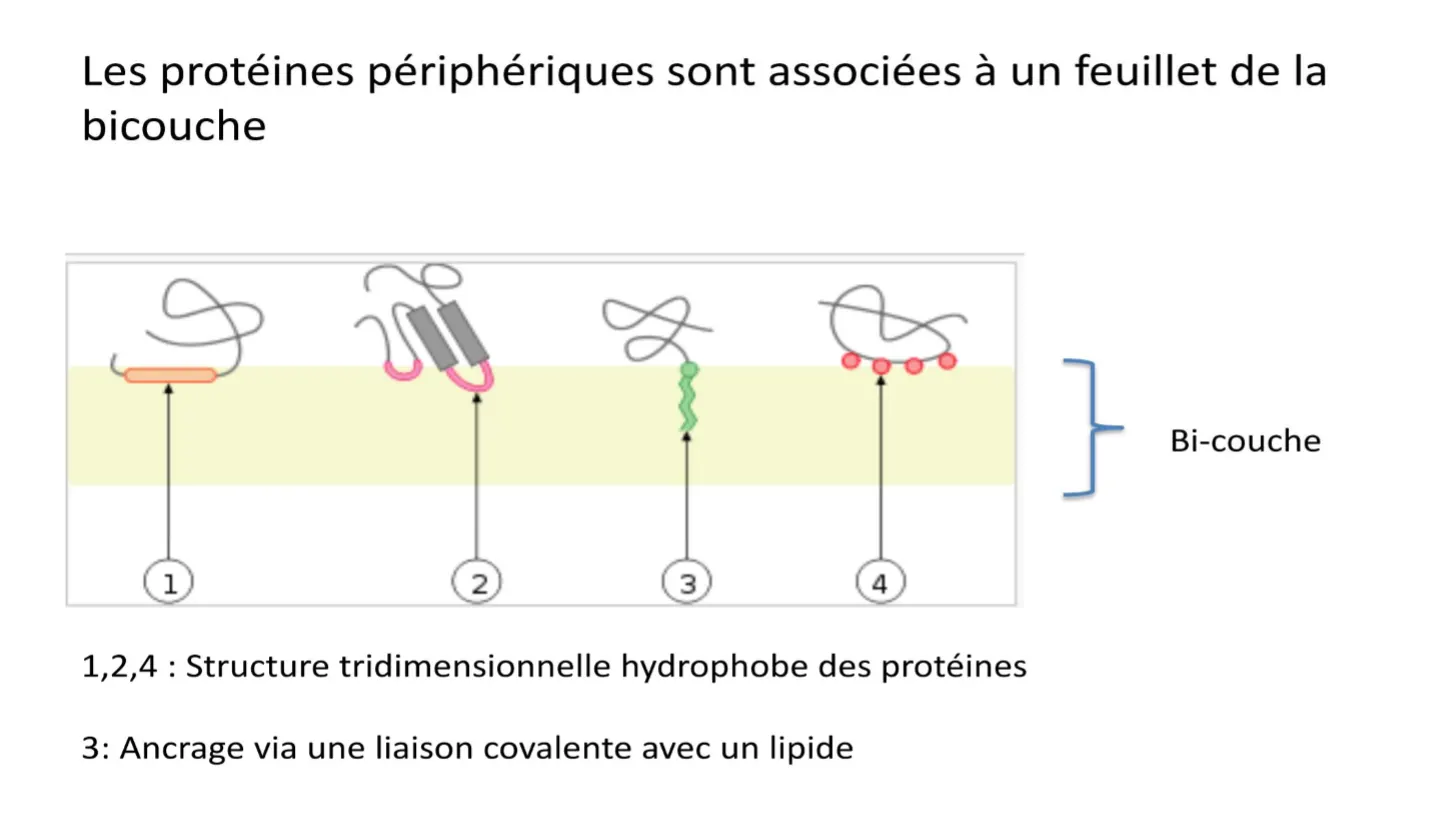 Les protéines périphériques sont associées à un feuillet de la
bicouche
Bi-couche
1
2
3
4
1,2,4 : Structure tridimensionnelle hydrophobe des protéines
3: Ancrage via une liaison covalente avec un lipide